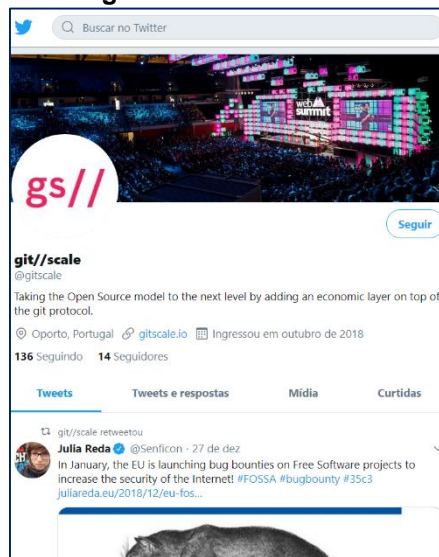 Buscar no Twitter
web
summit
gs//
Seguir
git//scale
@gitscale
Taking the Open Source model to the next level by adding an economic layer on top of
the git protocol.
Oporto, Portugal gitscale.io Ingressou em outubro de 2018
136 Seguindo 14 Seguidores
Tweets Tweets e respostas Mídia Curtidas
git//scale retweetou
Julia Reda @Senficon · 27 de dez
In January, the EU is launching bug bounties on Free Software projects to
increase the security of the Internet! #FOSSA #bugbounty #35c3
juliareda.eu/2018/12/eu-fos...